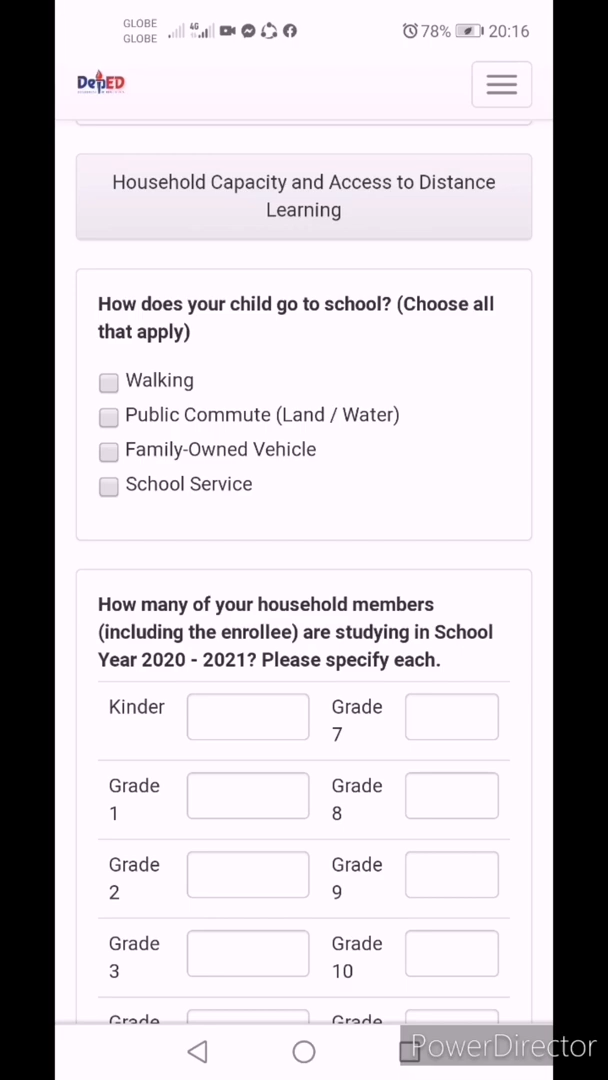 GLOBE
GLOBE
4G
78%
20:16
DepED
Household Capacity and Access to Distance
Learning
How does your child go to school? (Choose all
that apply)
Walking
Public Commute (Land / Water)
Family-Owned Vehicle
School Service
How many of your household members
(including the enrollee) are studying in School
Year 2020 - 2021? Please specify each.
Kinder
Grade
7
Grade
1
Grade
8
Grade
2
Grade
9
Grade
3
Grade
10
Grade
Grade
PowerDirector